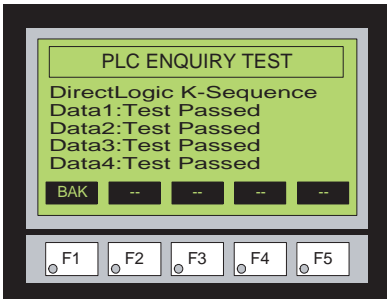 PLC ENQUIRY TEST
DirectLogic K-Sequence
Data1:Test Passed
Data2:Test Passed
Data3:Test Passed
Data4:Test Passed
BAK -- -- -- --
F1 F2 F3 F4 F5